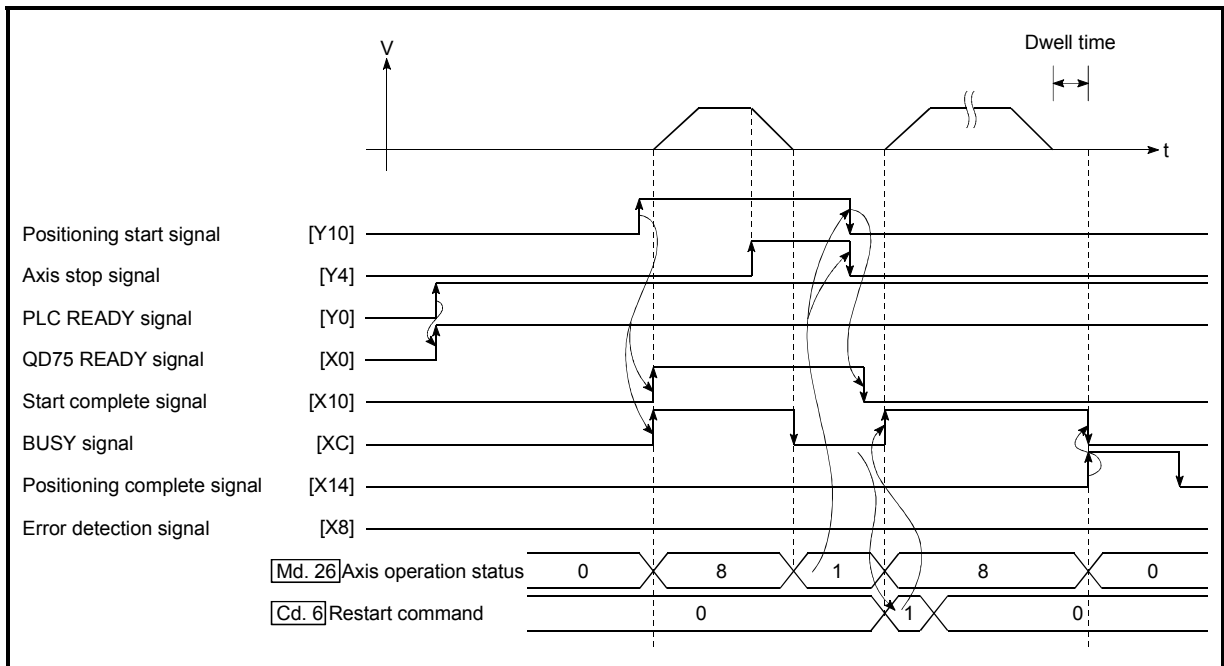 Dwell time
V
t
Positioning start signal [Y10]
Axis stop signal [Y4]
PLC READY signal [Y0]
QD75 READY signal [X0]
Start complete signal [X10]
BUSY signal [XC]
Positioning complete signal [X14]
Error detection signal [X8]
Md. 26 Axis operation status 0 8 1 8 0
Cd. 6 Restart command 0 1 0